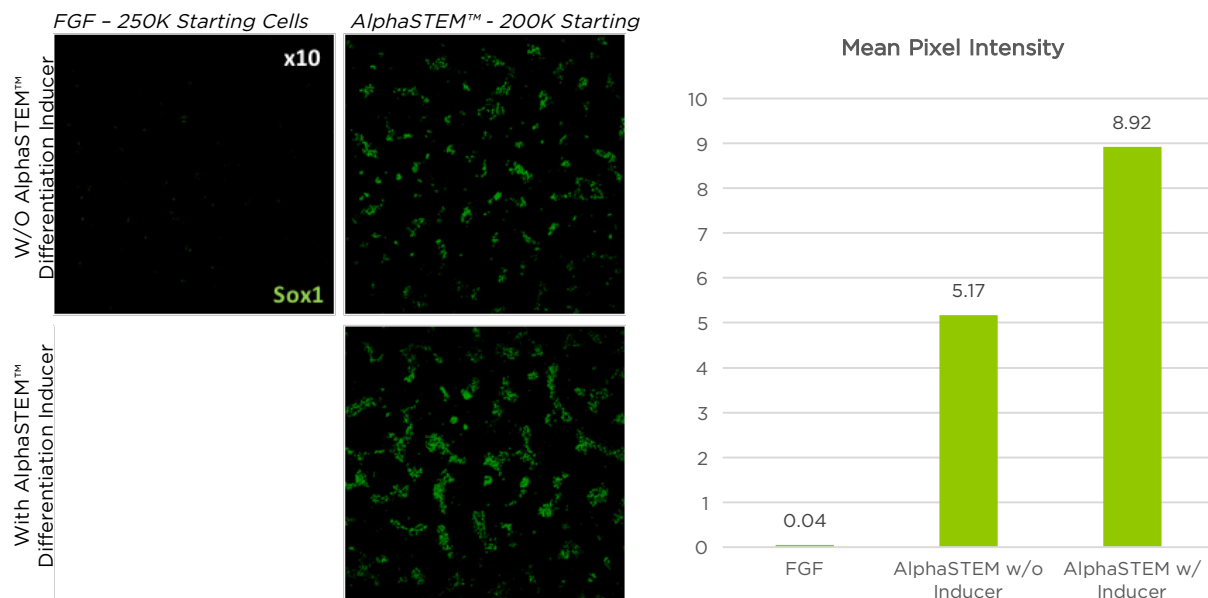 FGF – 250K Starting Cells
AlphaSTEM™ - 200K Starting
W/O AlphaSTEM™
Differentiation Inducer
x10
Sox1
With AlphaSTEM™
Differentiation Inducer
Mean Pixel Intensity
10
9
8
7
6
5
4
3
2
1
0
0.04
5.17
8.92
FGF
AlphaSTEM w/o
Inducer
AlphaSTEM w/
Inducer